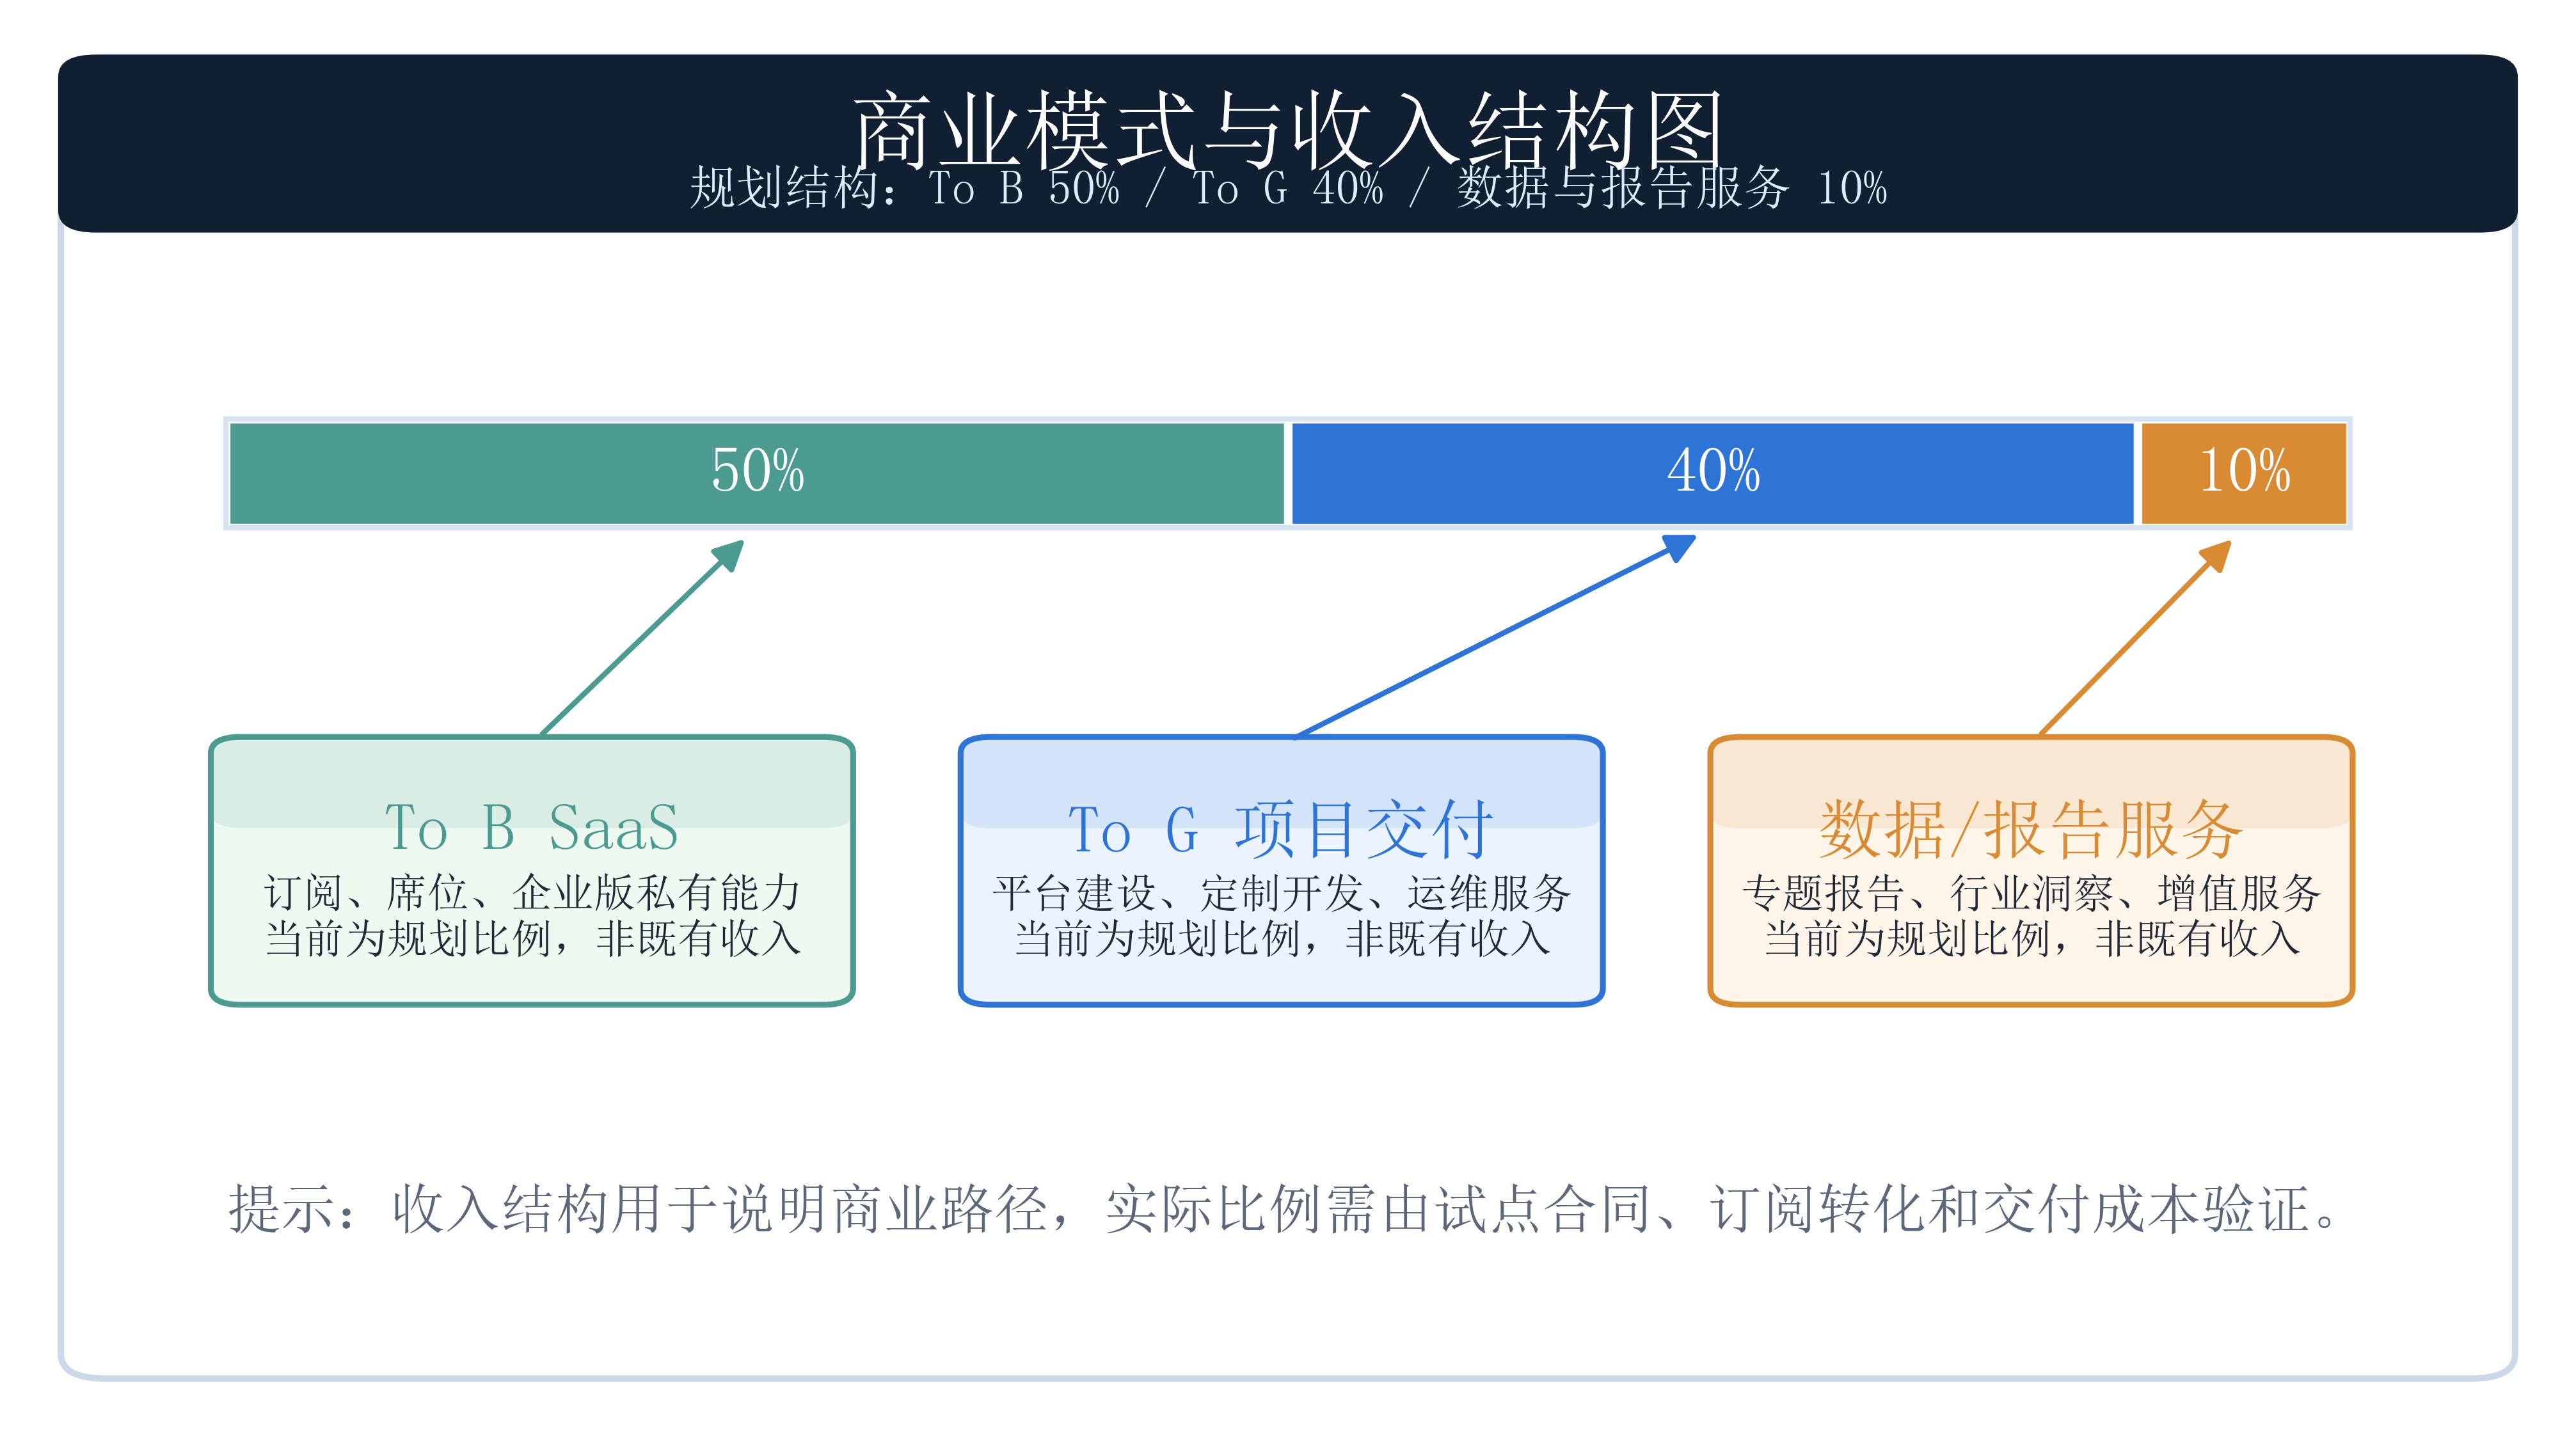 商业模式与收入结构图
规划结构：To B 50% / To G 40% / 数据与报告服务 10%
50%
40%
10%
To B SaaS
订阅、席位、企业版私有能力
当前为规划比例，非既有收入
To G 项目交付
平台建设、定制开发、运维服务
当前为规划比例，非既有收入
数据/报告服务
专题报告、行业洞察、增值服务
当前为规划比例，非既有收入
提示：收入结构用于说明商业路径，实际比例需由试点合同、订阅转化和交付成本验证。